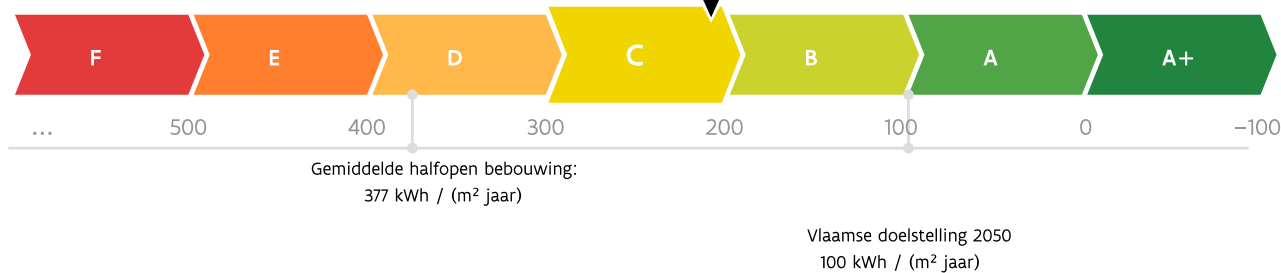 F E D C B A A+
... 500 400 300 200 100 0 −100
Gemiddelde halfopen bebouwing:
377 kWh / (m² jaar)
Vlaamse doelstelling 2050
100 kWh / (m² jaar)